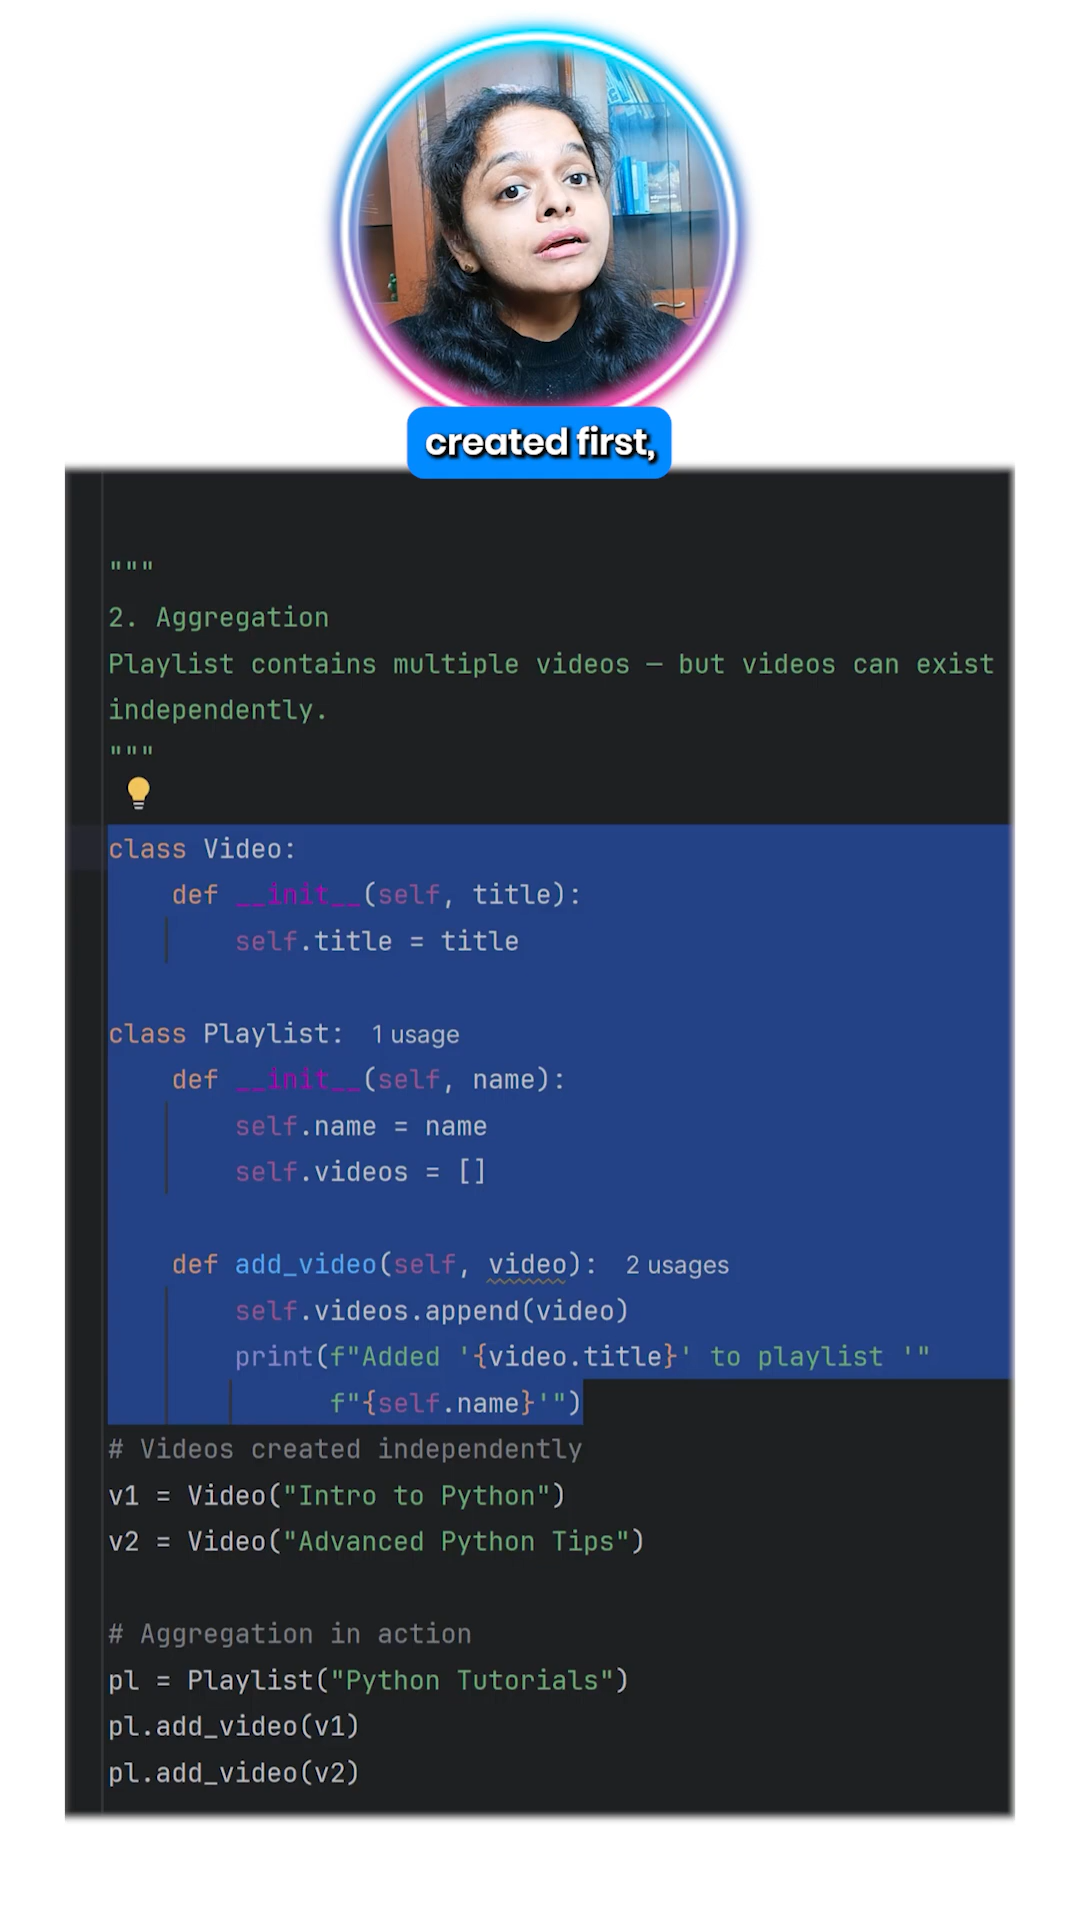 created first,
"""
2. Aggregation
Playlist contains multiple videos — but videos can exist
independently.
"""
class Video:
    def __init__(self, title):
        self.title = title
class Playlist:  1 usage
    def __init__(self, name):
        self.name = name
        self.videos = []
    def add_video(self, video):  2 usages
        self.videos.append(video)
        print(f"Added '{video.title}' to playlist '"
              f"{self.name}'")
# Videos created independently
v1 = Video("Intro to Python")
v2 = Video("Advanced Python Tips")
# Aggregation in action
pl = Playlist("Python Tutorials")
pl.add_video(v1)
pl.add_video(v2)